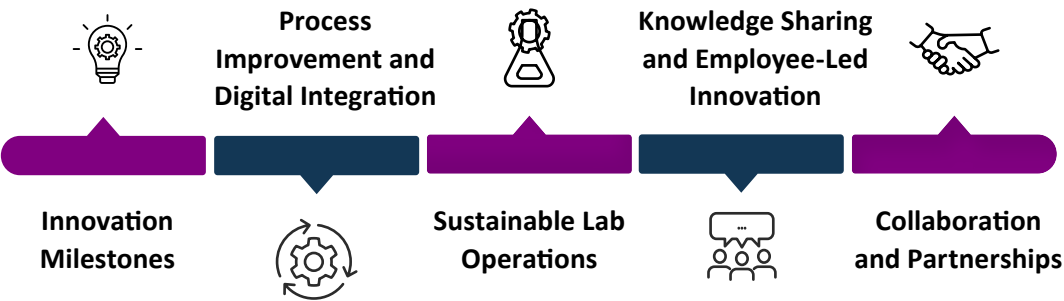 Process
Improvement and
Digital Integration
Knowledge Sharing
and Employee-Led
Innovation
Innovation
Milestones
Sustainable Lab
Operations
...
Collaboration
and Partnerships